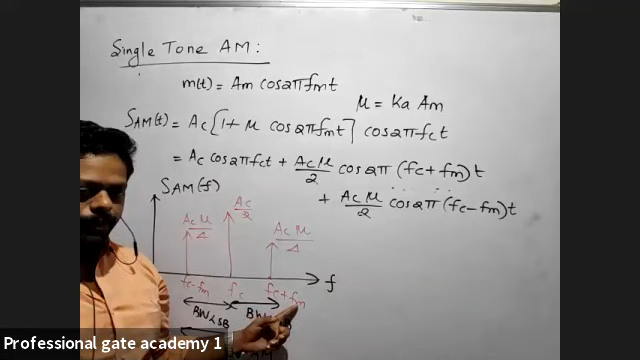 Single Tone AM:
m(t) = Am cos2πfmt
μ = Ka Am
SAM(t) = Ac[1+ μ cos2πfmt] cos2πfct
= Ac cos2πfct + Acμ/2 cos2π(fc+fm)t
+ Acμ/2 cos2π(fc-fm)t
SAM(f)
Acμ/4 Ac/2 Acμ/4
fc-fm fc fc+fm f
BWLSB
Professional gate academy 1